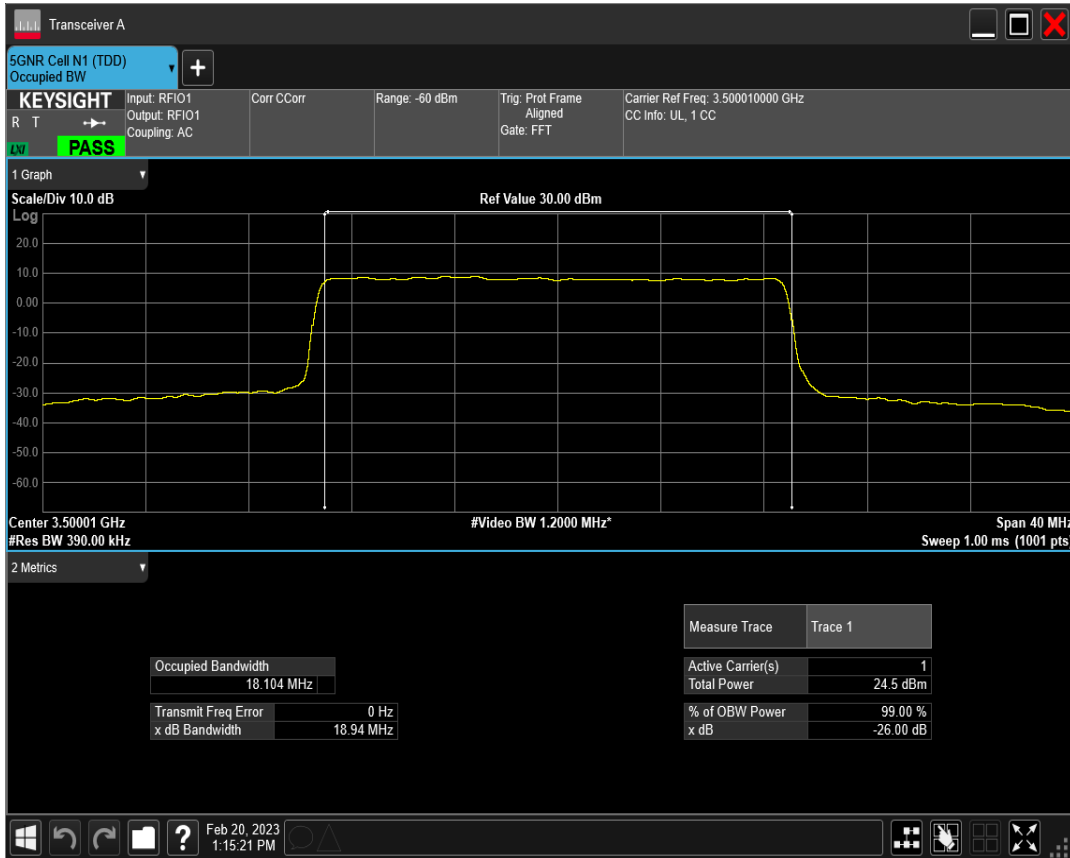 Transceiver A
5GNR Cell N1 (TDD)
Occupied BW
+
KEYSIGHT
R T
LXI
PASS
Input: RFIO1
Output: RFIO1
Coupling: AC
Corr CCorr
Range: -60 dBm
Trig: Prot Frame
Aligned
Gate: FFT
Carrier Ref Freq: 3.500010000 GHz
CC Info: UL, 1 CC
1 Graph
Scale/Div 10.0 dB
Ref Value 30.00 dBm
Log
20.0
10.0
0.00
-10.0
-20.0
-30.0
-40.0
-50.0
-60.0
Center 3.50001 GHz
#Video BW 1.2000 MHz*
Span 40 MHz
#Res BW 390.00 kHz
Sweep 1.00 ms (1001 pts)
2 Metrics
Measure Trace Trace 1
Occupied Bandwidth
18.104 MHz
Transmit Freq Error 0 Hz
x dB Bandwidth 18.94 MHz
Active Carrier(s) 1
Total Power 24.5 dBm
% of OBW Power 99.00 %
x dB -26.00 dB
?
Feb 20, 2023
1:15:21 PM